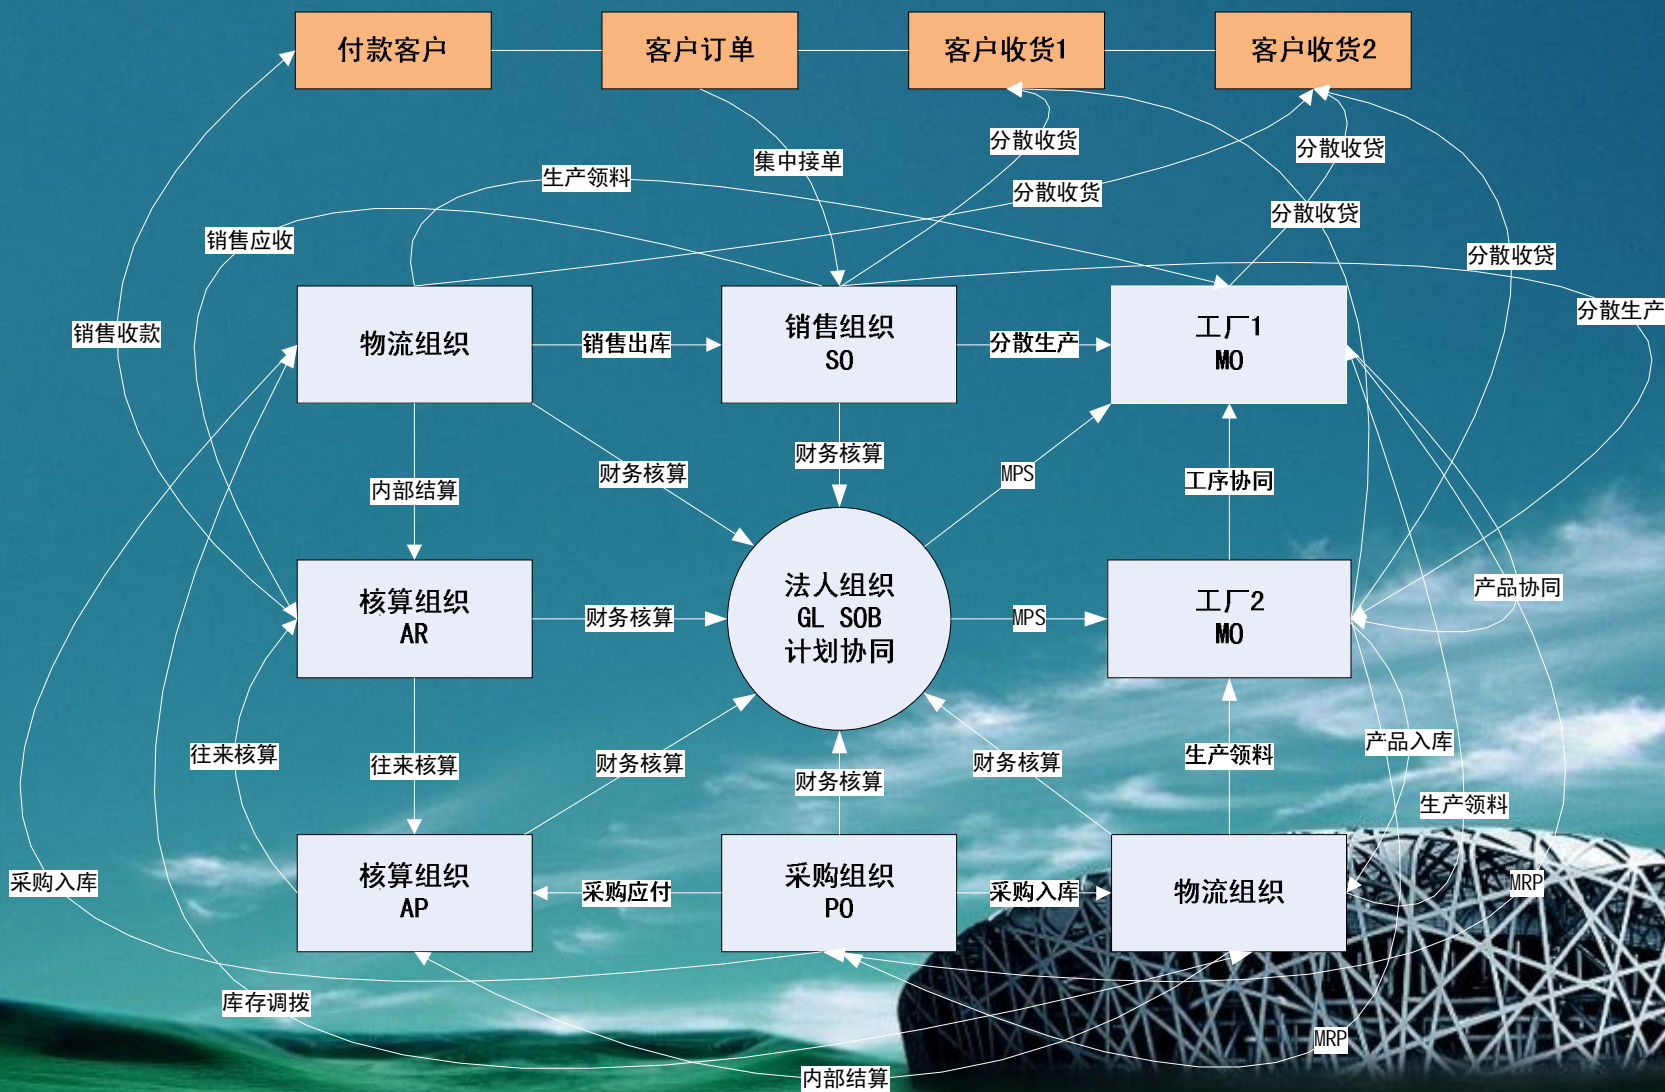 付款客户
客户订单
客户收货1
客户收货2
分散收货
分散收贷
集中接单
生产领料
分散收货
分散收贷
销售应收
分散收贷
分散生产
销售收款
物流组织
销售出库
销售组织
SO
分散生产
工厂1
MO
财务核算
财务核算
MPS
工序协同
内部结算
核算组织
AR
财务核算
法人组织
GL SOB
计划协同
MPS
工厂2
MO
产品协同
往来核算
往来核算
财务核算
财务核算
财务核算
生产领料
产品入库
生产领料
采购入库
核算组织
AP
采购应付
采购组织
PO
采购入库
物流组织
MRP
库存调拨
MRP
内部结算